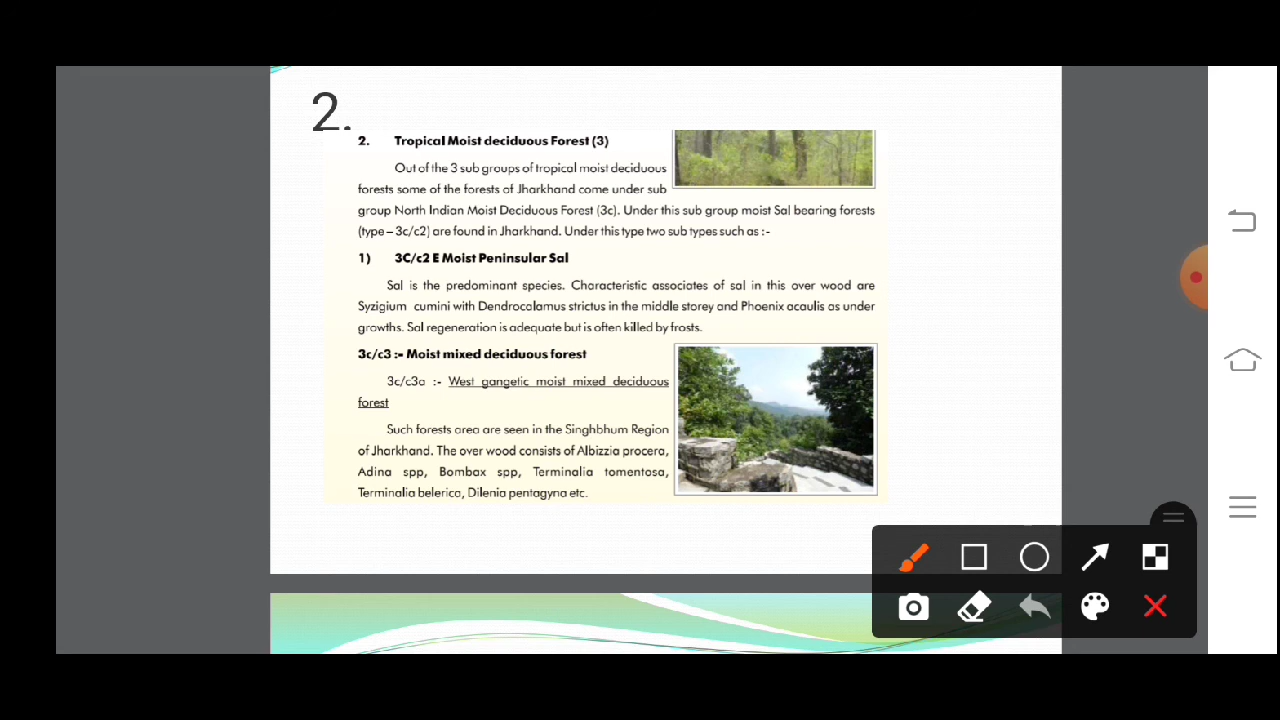 2.
2. Tropical Moist deciduous Forest (3)
Out of the 3 sub groups of tropical moist deciduous
forests some of the forests of Jharkhand come under sub
group North Indian Moist Deciduous Forest (3c). Under this sub group moist Sal bearing forests
(type – 3c/c2) are found in Jharkhand. Under this type two sub types such as :-
1) 3C/c2 E Moist Peninsular Sal
Sal is the predominant species. Characteristic associates of sal in this over wood are
Syzigium cumini with Dendrocalamus strictus in the middle storey and Phoenix acaulis as under
growths. Sal regeneration is adequate but is often killed by frosts.
3c/c3 :- Moist mixed deciduous forest
3c/c3a :- West gangetic moist mixed deciduous
forest
Such forests area are seen in the Singhbhum Region
of Jharkhand. The over wood consists of Albizzia procera,
Adina spp, Bombax spp, Terminalia tomentosa,
Terminalia belerica, Dilenia pentagyna etc.